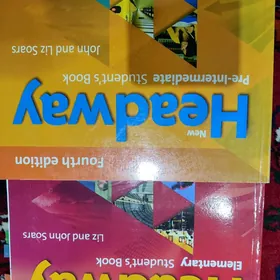 Headway
Elementary Student's Book
Liz and John Soars
Fourth edition
New
Headway
Pre-Intermediate Student's Book
John and Liz Soars